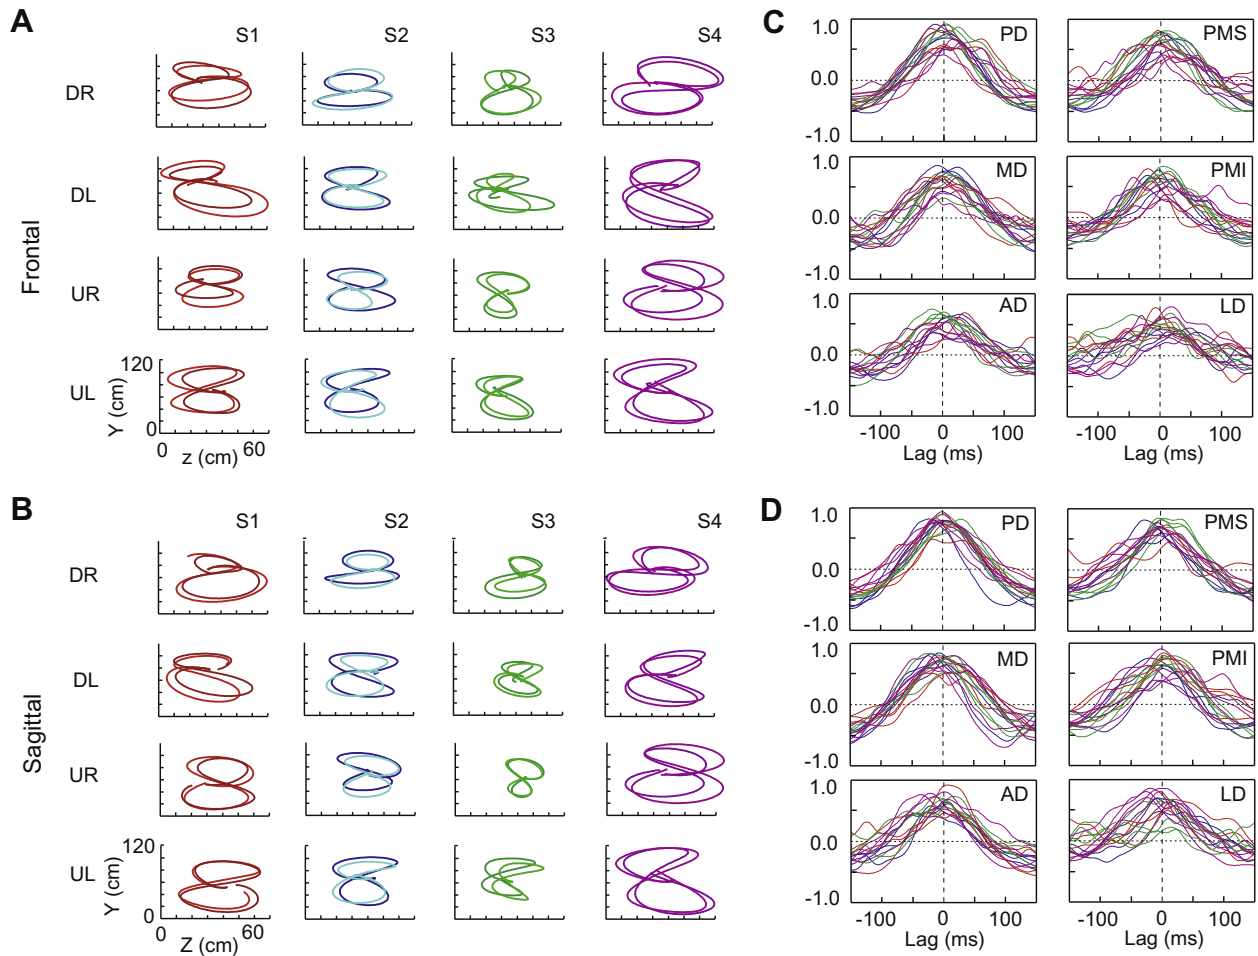 A
S1 S2 S3 S4
DR
DL
UR
UL
Frontal
120
Y (cm)
0
0 z (cm) 60
B
S1 S2 S3 S4
DR
DL
UR
UL
Sagittal
120
Y (cm)
0
0 Z (cm) 60
C
1.0 PD PMS
0.0
-1.0
1.0 MD PMI
0.0
-1.0
1.0 AD LD
0.0
-1.0
-100 0 100 -100 0 100
Lag (ms) Lag (ms)
D
1.0 PD PMS
0.0
-1.0
1.0 MD PMI
0.0
-1.0
1.0 AD LD
0.0
-1.0
-100 0 100 -100 0 100
Lag (ms) Lag (ms)